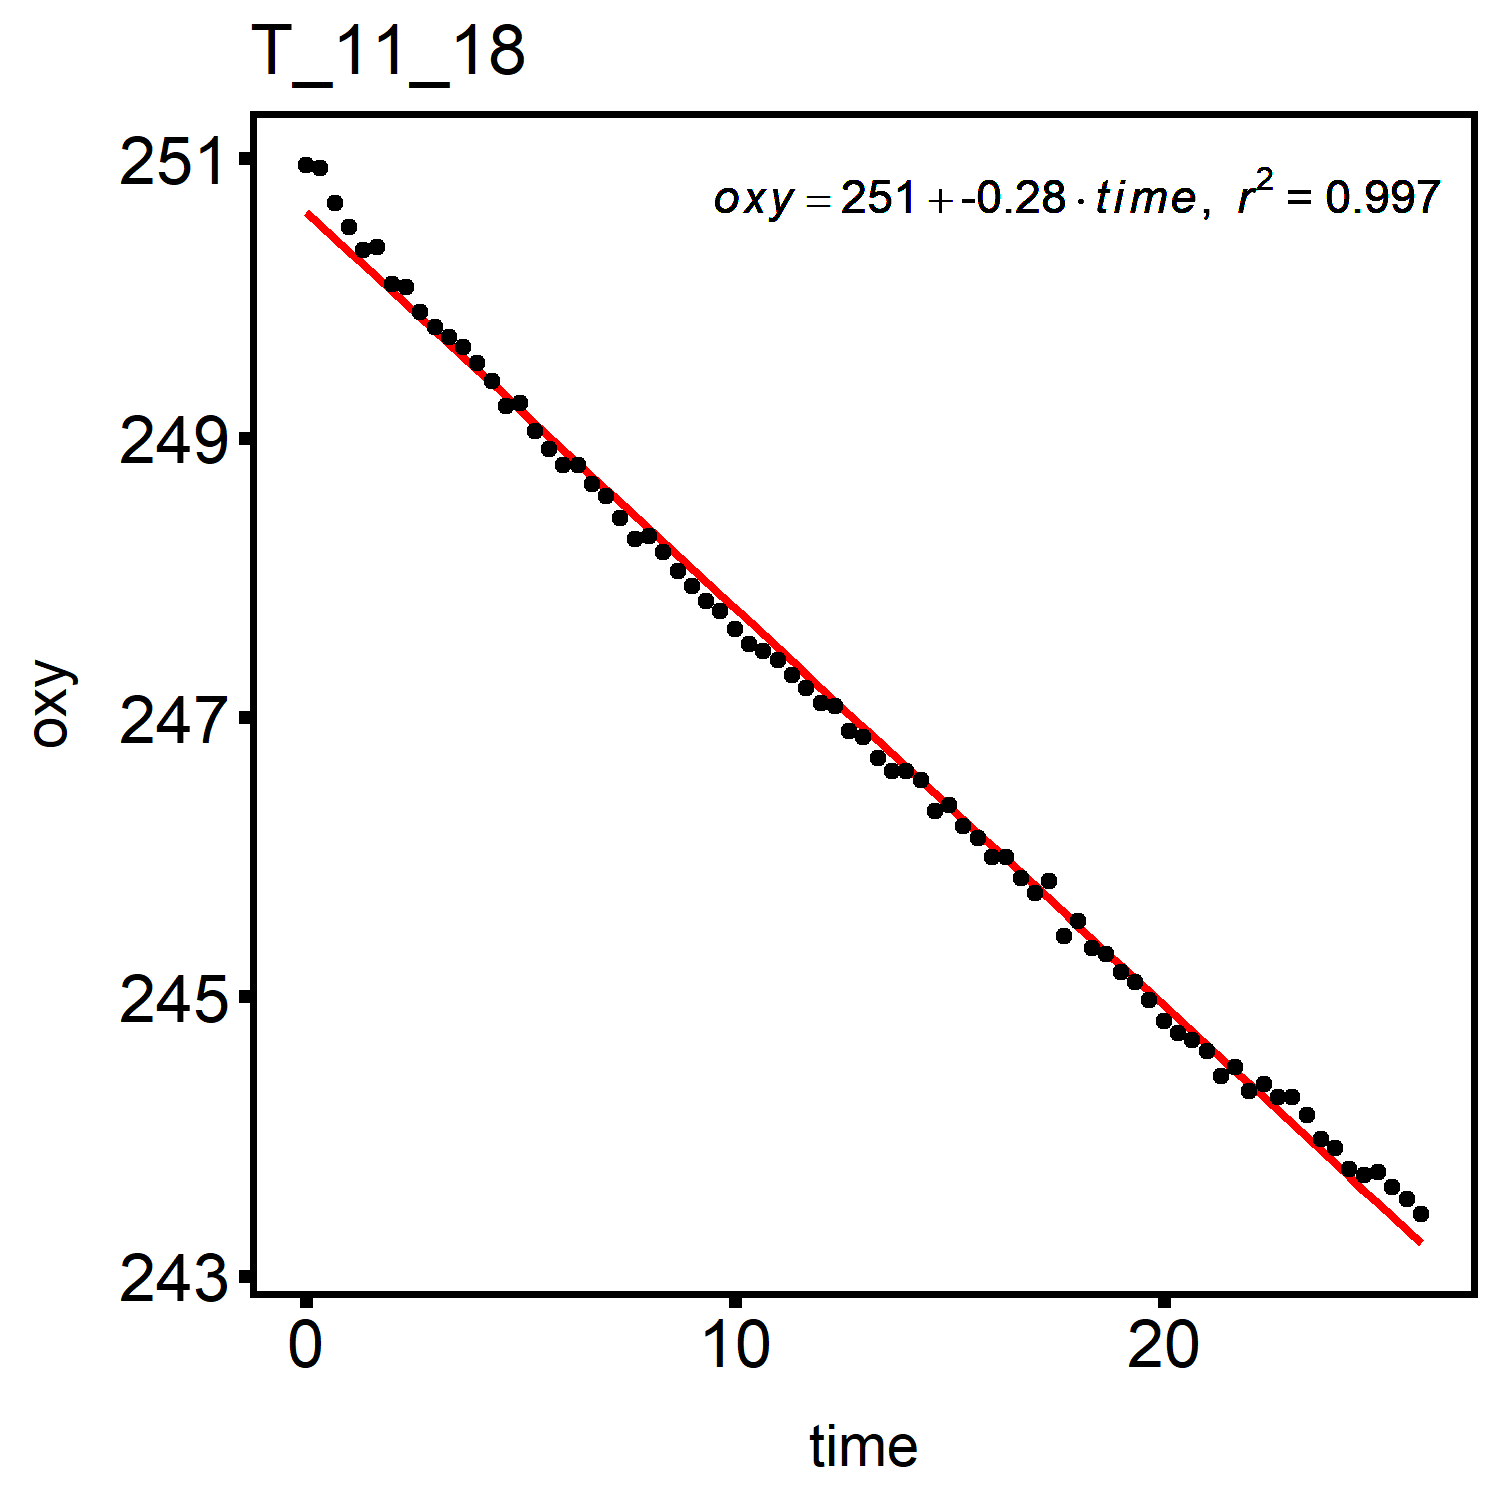 T_11_18
oxy = 251 + -0.28 · time, r² = 0.997
251
249
247
245
243
oxy
0 10 20
time